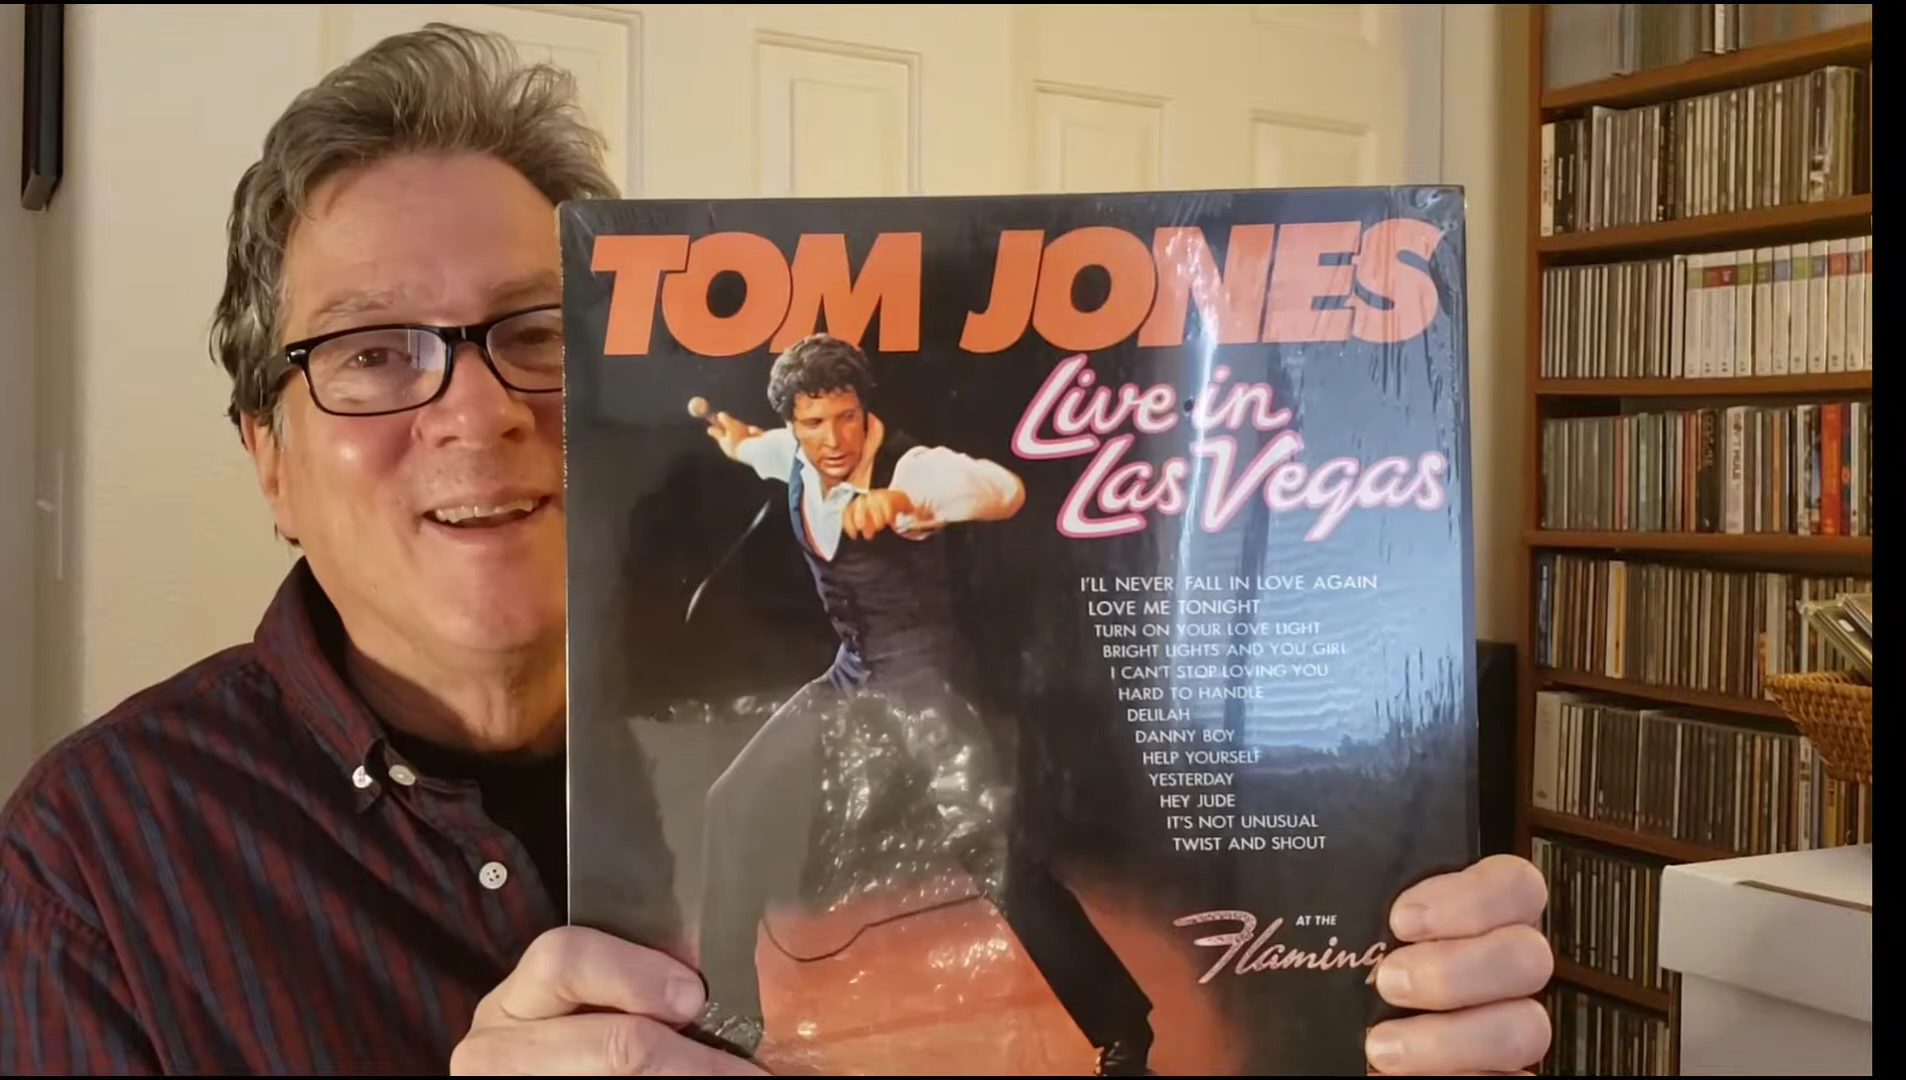 TOM JONES
Live in
Las Vegas
I'LL NEVER FALL IN LOVE AGAIN
LOVE ME TONIGHT
TURN ON YOUR LOVE LIGHT
BRIGHT LIGHTS AND YOU GIRL
I CAN'T STOP LOVING YOU
HARD TO HANDLE
DELILAH
DANNY BOY
HELP YOURSELF
YESTERDAY
HEY JUDE
IT'S NOT UNUSUAL
TWIST AND SHOUT
AT THE
Flaming